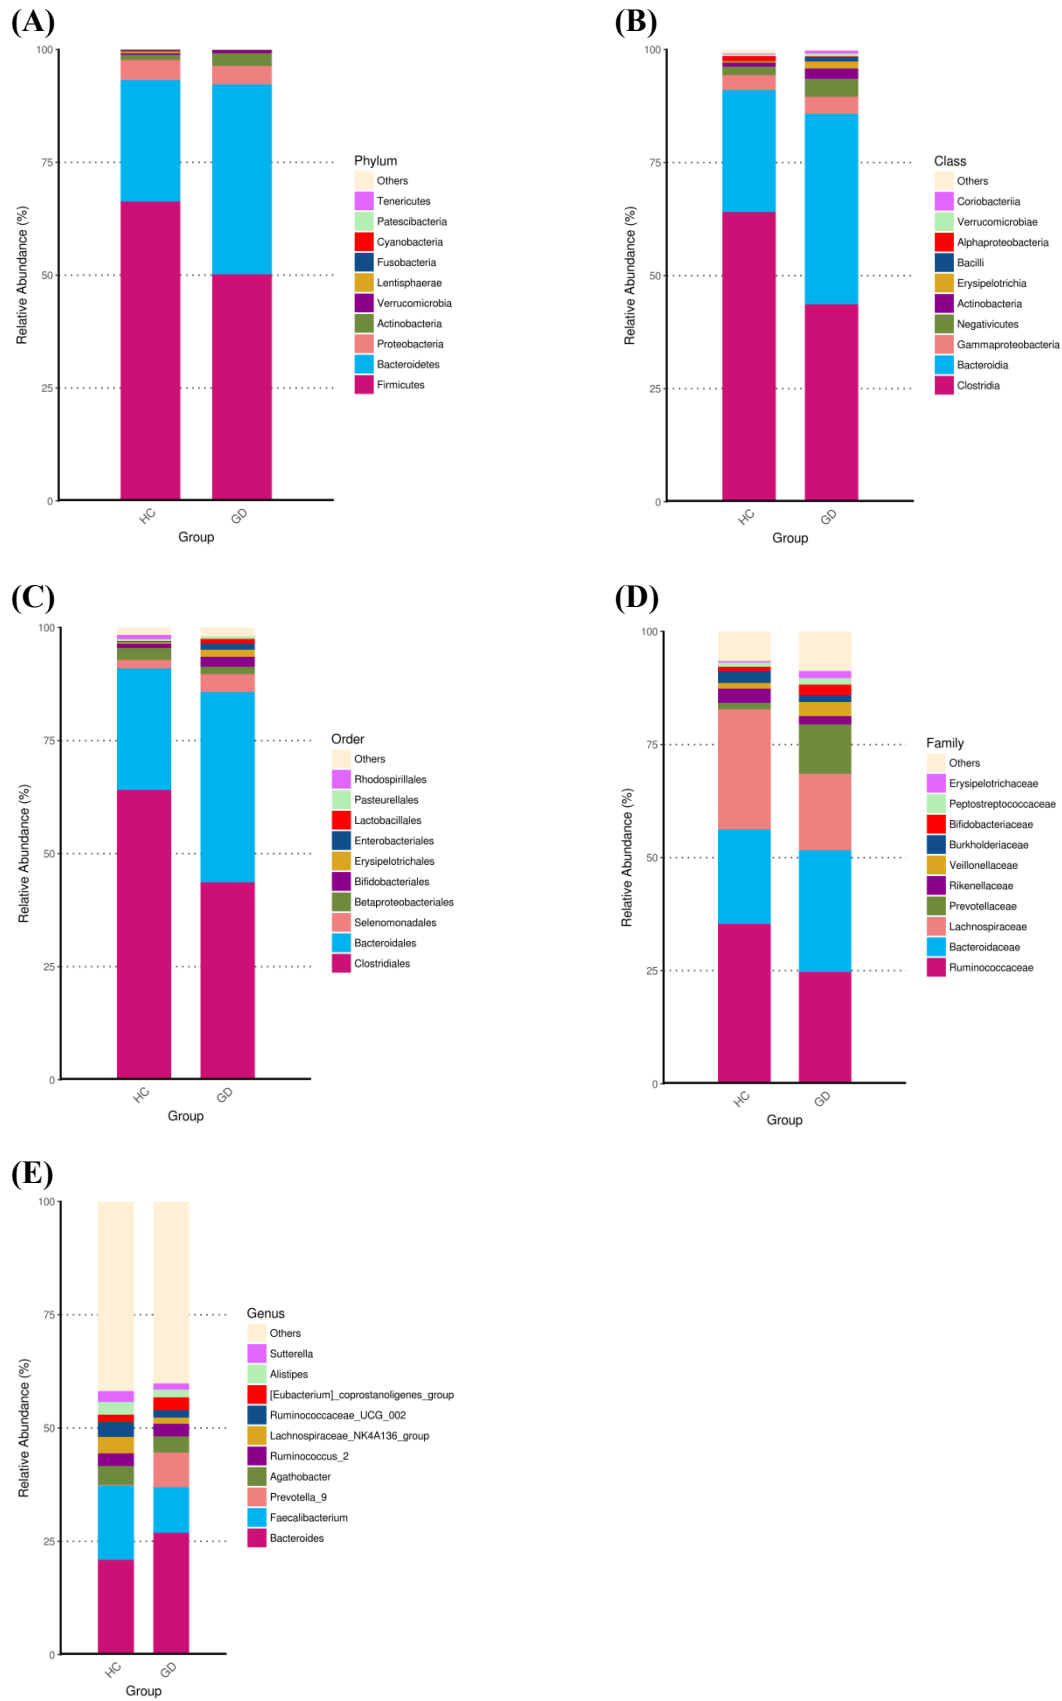 (A)
100
75
50
25
0
Relative Abundance (%)
HC
GD
Group
Phylum
Others
Tenericutes
Patescibacteria
Cyanobacteria
Fusobacteria
Lentisphaerae
Verrucomicrobia
Actinobacteria
Proteobacteria
Bacteroidetes
Firmicutes
(B)
100
75
50
25
0
Relative Abundance (%)
HC
GD
Group
Class
Others
Coriobacteriia
Verrucomicrobiae
Alphaproteobacteria
Bacilli
Erysipelotrichia
Actinobacteria
Negativicutes
Gammaproteobacteria
Bacteroidia
Clostridia
(C)
100
75
50
25
0
Relative Abundance (%)
HC
GD
Group
Order
Others
Rhodospirillales
Pasteurellales
Lactobacillales
Enterobacteriales
Erysipelotrichales
Bifidobacteriales
Betaproteobacteriales
Selenomonadales
Bacteroidales
Clostridiales
(D)
100
75
50
25
0
Relative Abundance (%)
HC
GD
Group
Family
Others
Erysipelotrichaceae
Peptostreptococcaceae
Bifidobacteriaceae
Burkholderiaceae
Veillonellaceae
Rikenellaceae
Prevotellaceae
Lachnospiraceae
Bacteroidaceae
Ruminococcaceae
(E)
100
75
50
25
0
Relative Abundance (%)
HC
GD
Group
Genus
Others
Sutterella
Alistipes
[Eubacterium]_coprostanoligenes_group
Ruminococcaceae_UCG_002
Lachnospiraceae_NK4A136_group
Ruminococcus_2
Agathobacter
Prevotella_9
Faecalibacterium
Bacteroides